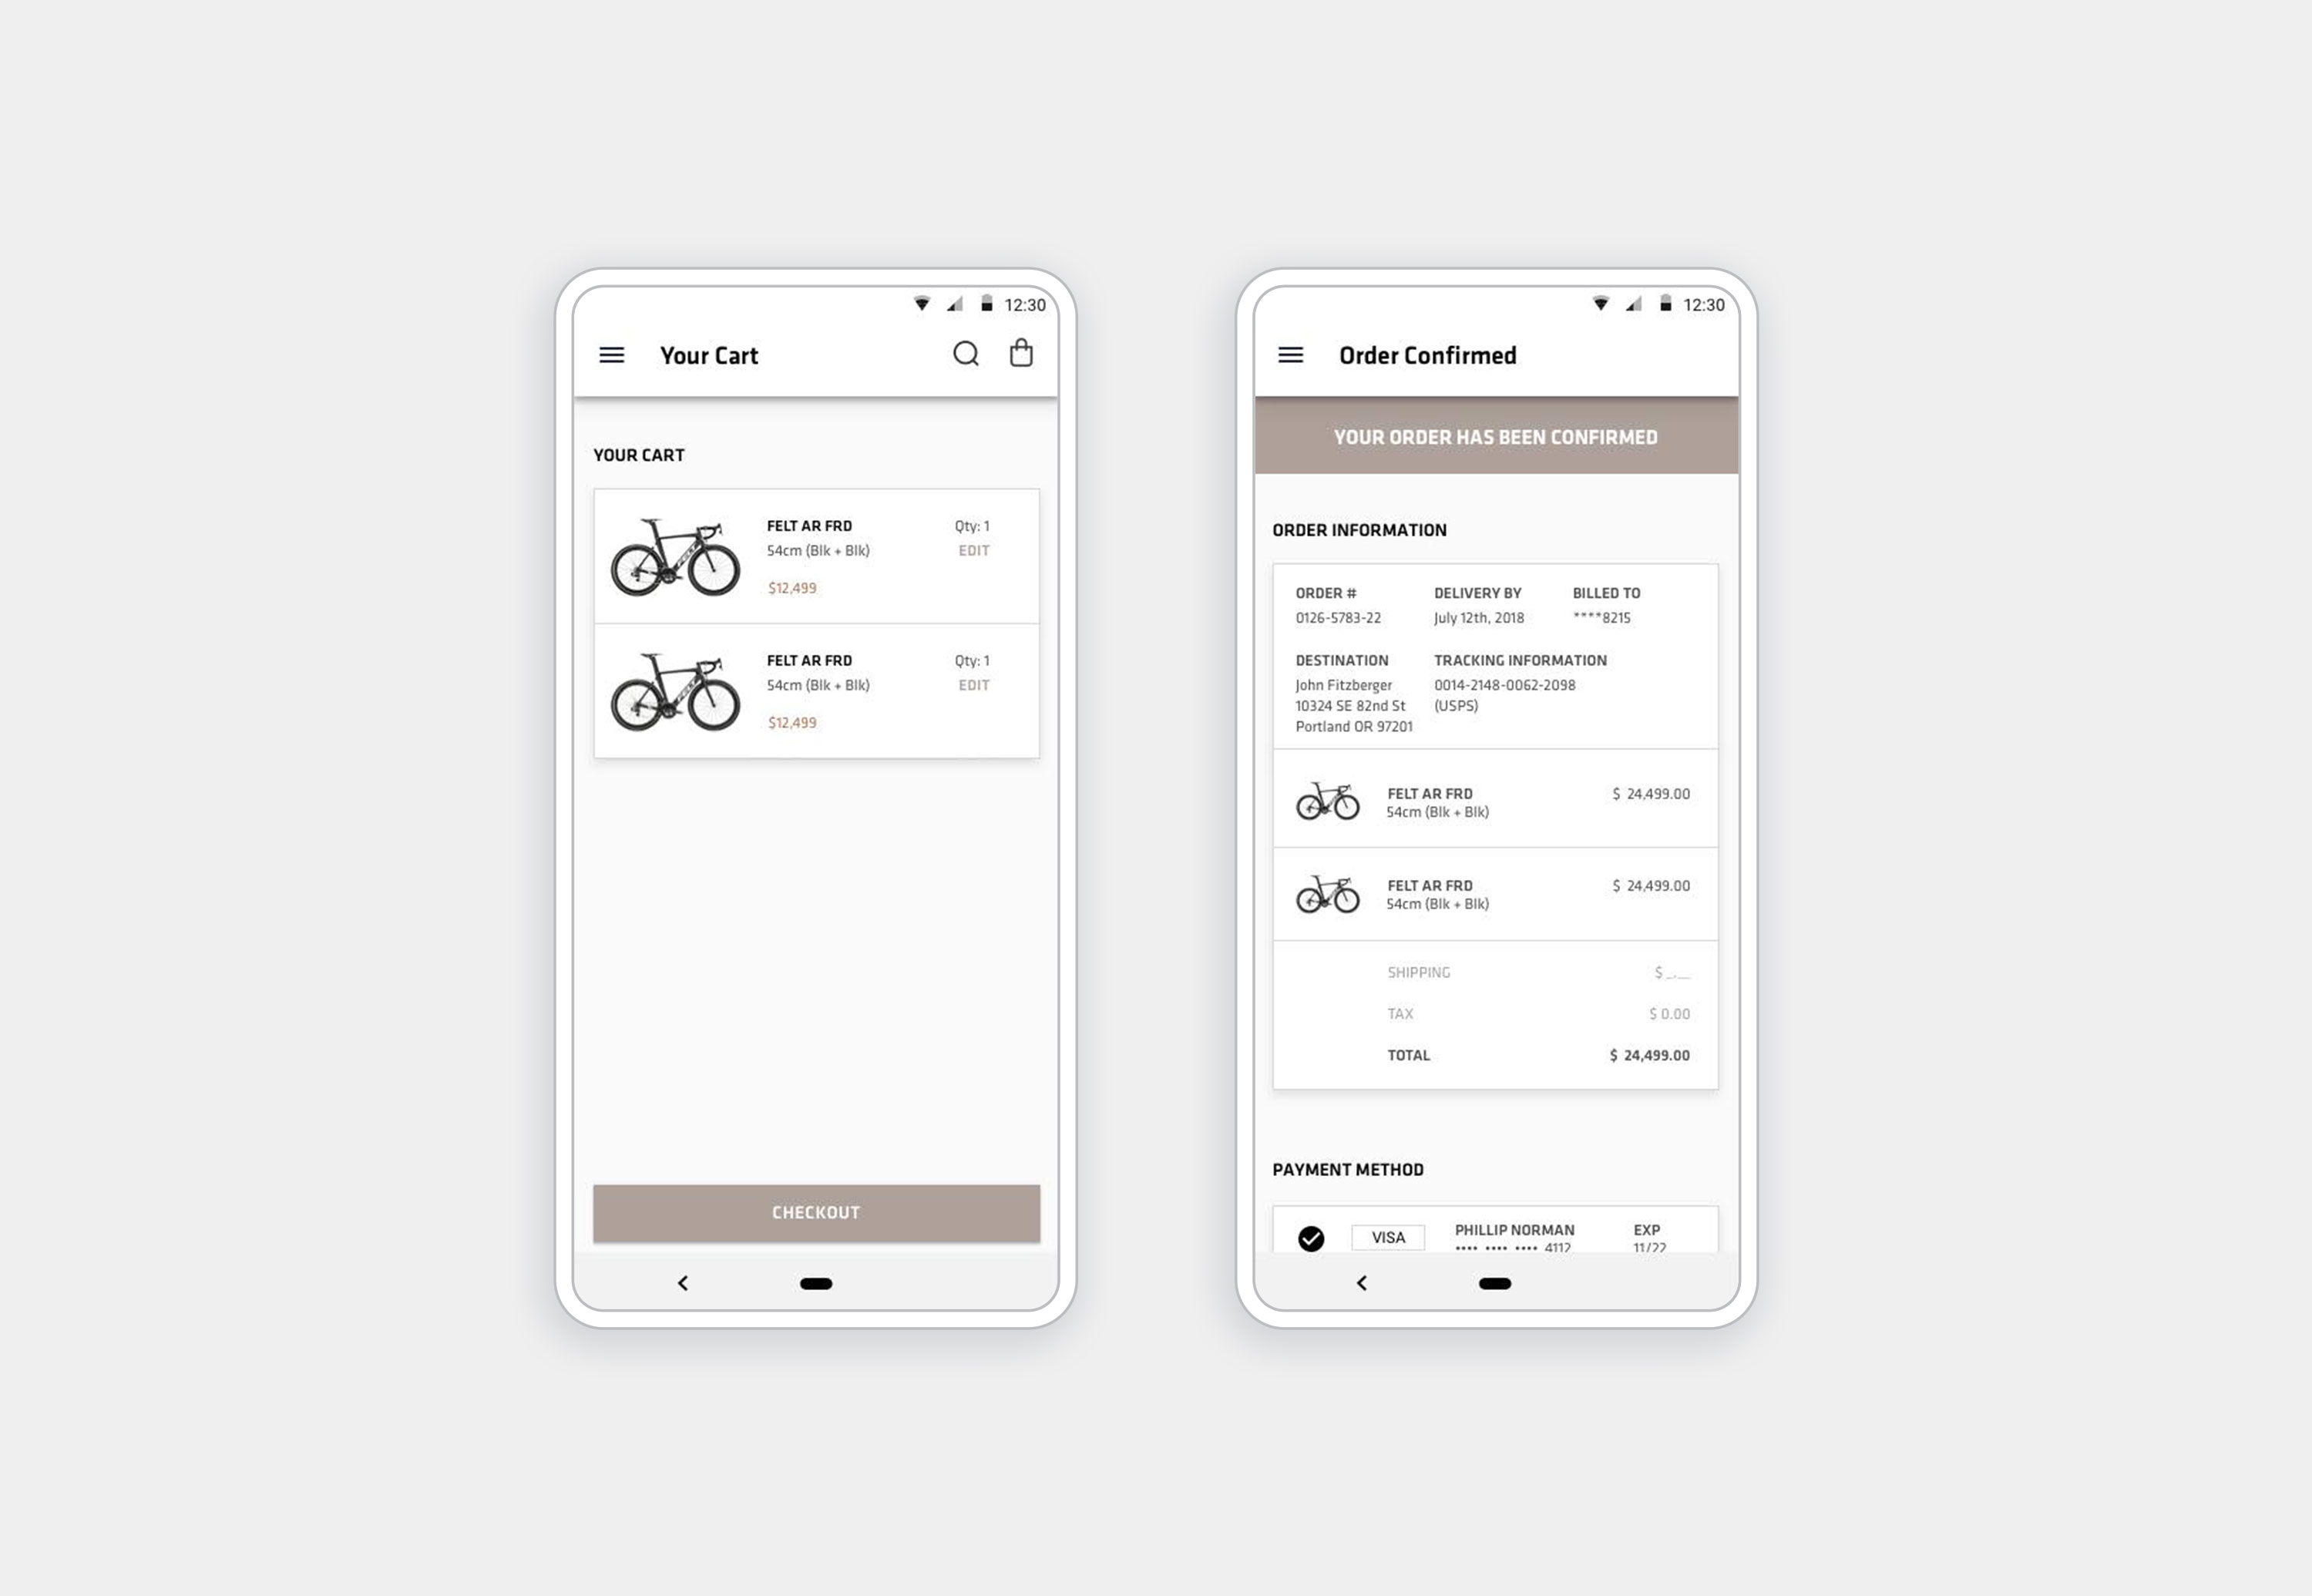 12:30
Your Cart
YOUR CART
FELT AR FRD
Qty: 1
54cm (Blk + Blk)
EDIT
$12,499
FELT AR FRD
Qty: 1
54cm (Blk + Blk)
EDIT
$12,499
CHECKOUT
12:30
Order Confirmed
YOUR ORDER HAS BEEN CONFIRMED
ORDER INFORMATION
ORDER #
0126-5783-22
DELIVERY BY
July 12th, 2018
BILLED TO
****8215
DESTINATION
John Fitzberger
10324 SE 82nd St
Portland OR 97201
TRACKING INFORMATION
0014-2148-0062-2098
(USPS)
FELT AR FRD
$ 24,499.00
54cm (Blk + Blk)
FELT AR FRD
$ 24,499.00
54cm (Blk + Blk)
SHIPPING $ _.__
TAX $ 0.00
TOTAL $ 24,499.00
PAYMENT METHOD
VISA
PHILLIP NORMAN
•••• •••• •••• 4112
EXP
11/22